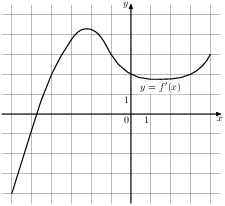 y
y = f'(x)
1
0 1
x